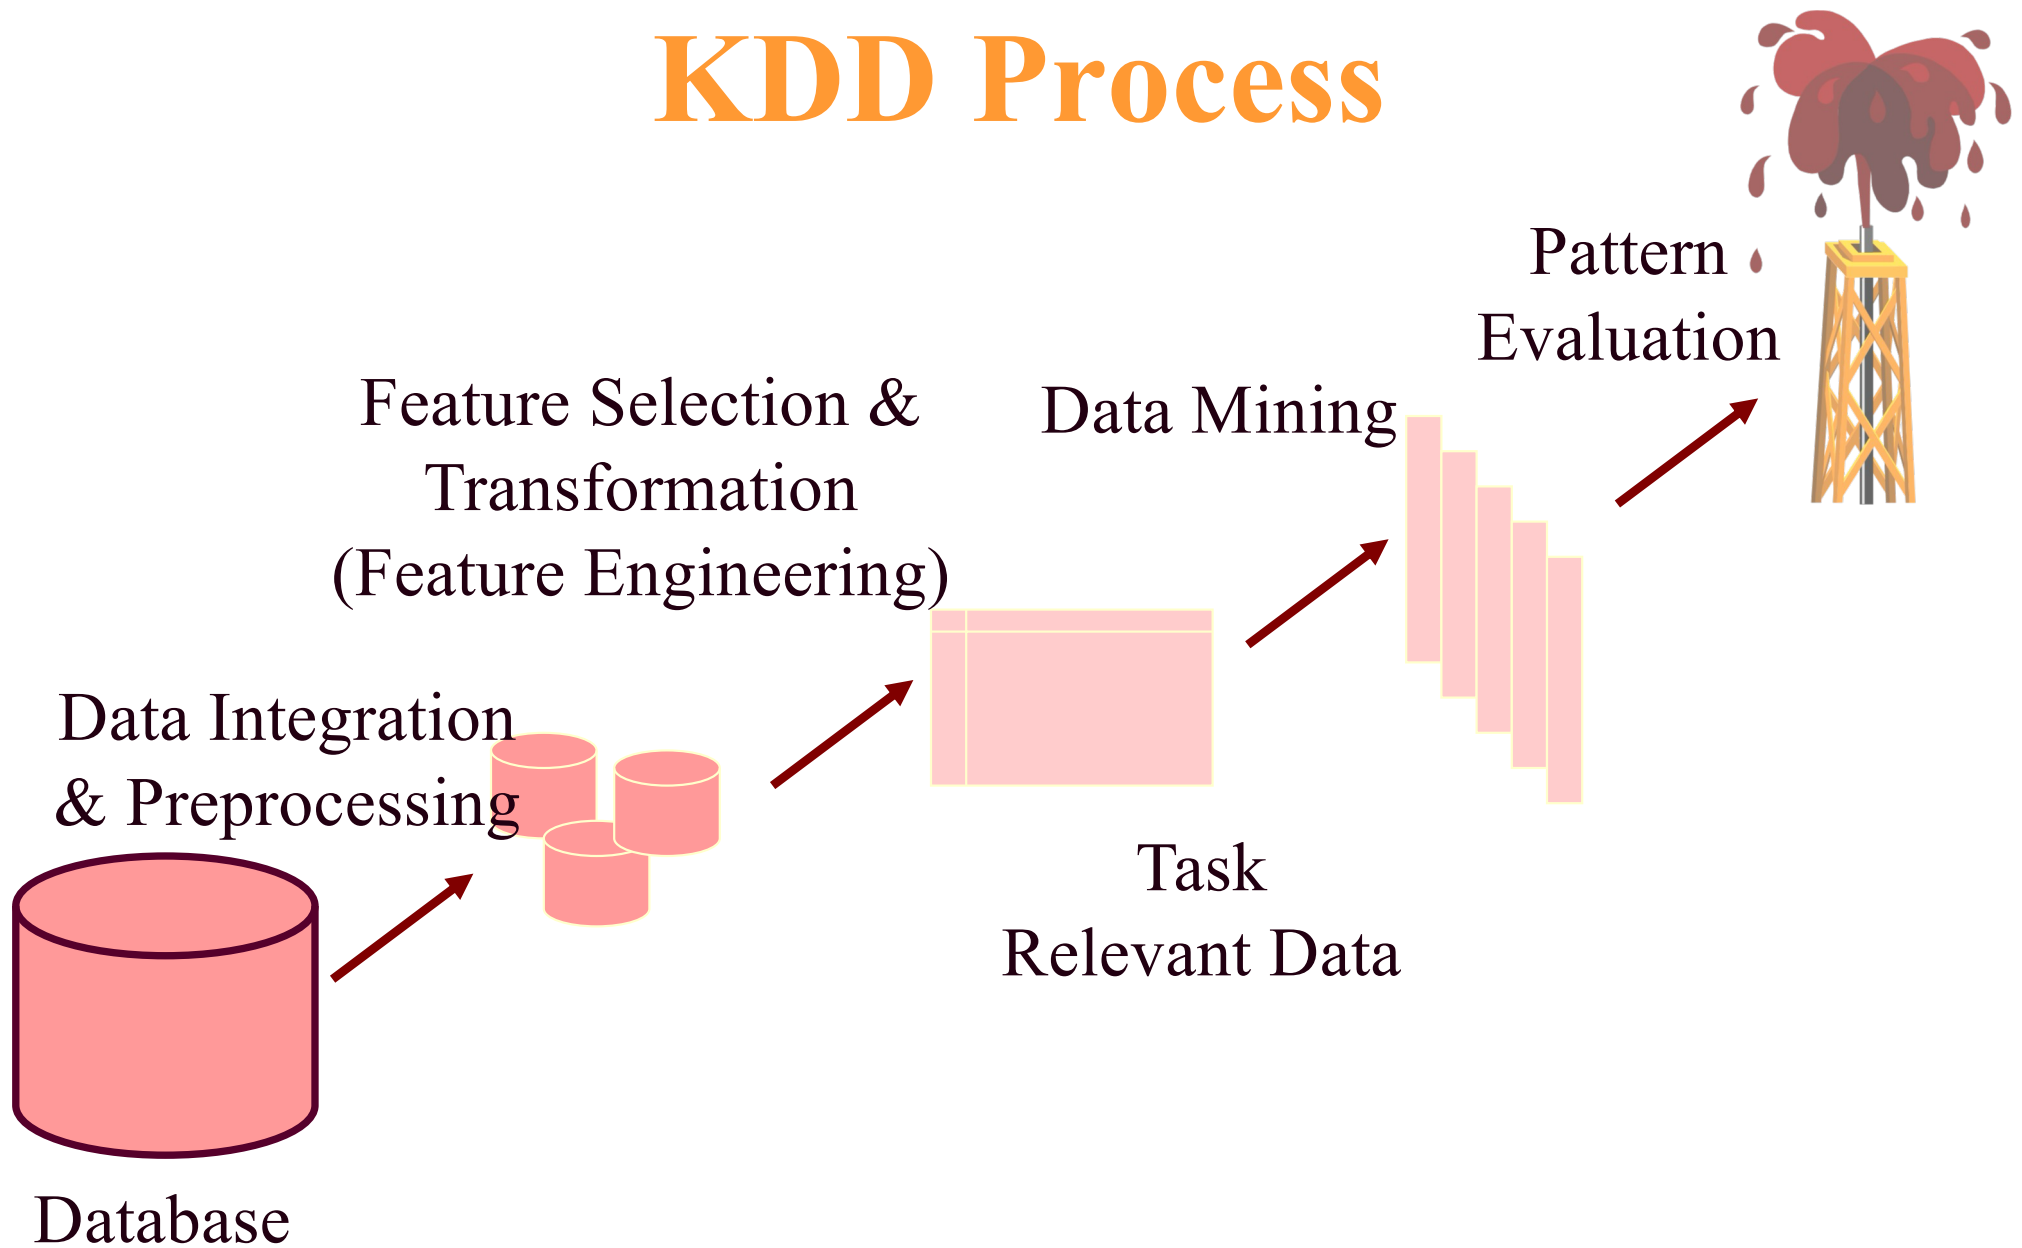 KDD Process
Pattern
Evaluation
Data Mining
Feature Selection &
Transformation
(Feature Engineering)
Data Integration
& Preprocessing
Task
Relevant Data
Database